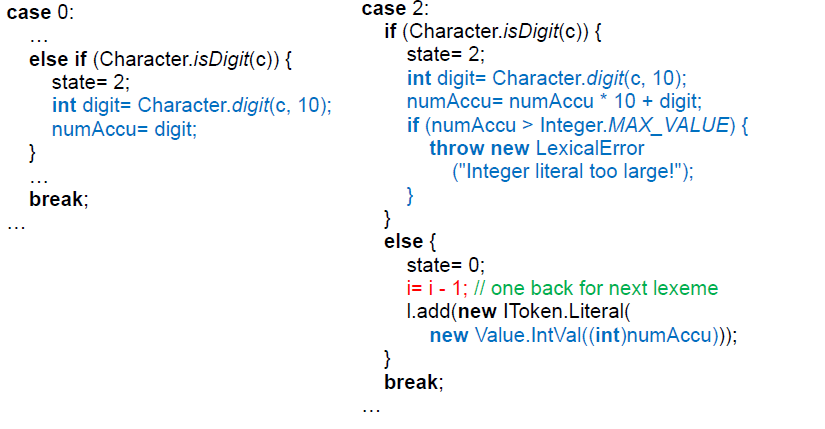 case 0:
…
else if (Character.isDigit(c)) {
state= 2;
int digit= Character.digit(c, 10);
numAccu= digit;
}
…
break;
…
case 2:
if (Character.isDigit(c)) {
state= 2;
int digit= Character.digit(c, 10);
numAccu= numAccu * 10 + digit;
if (numAccu > Integer.MAX_VALUE) {
throw new LexicalError
("Integer literal too large!");
}
}
else {
state= 0;
i= i - 1; // one back for next lexeme
l.add(new IToken.Literal(
new Value.IntVal((int)numAccu)));
}
break;
…